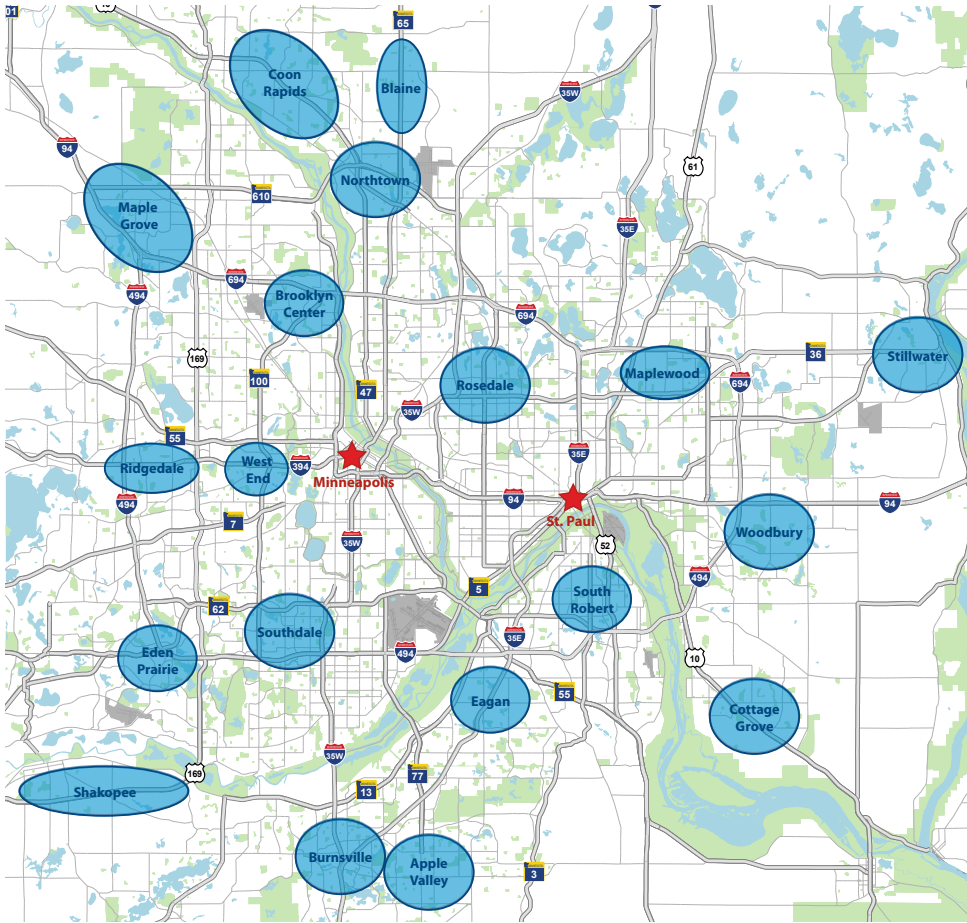 01
65
Coon
Rapids
Blaine
35W
94
61
Northtown
610
Maple
Grove
35E
694
494
Brooklyn
Center
694
169
36
Stillwater
Rosedale
Maplewood
694
100
47
35W
55
Ridgedale
West
End
394
Minneapolis
35E
494
94
St. Paul
94
7
35W
52
Woodbury
494
5
South
Robert
62
Southdale
35E
494
Eden
Prairie
10
Eagan
55
Cottage
Grove
35W
169
77
Shakopee
13
Burnsville
Apple
Valley
3